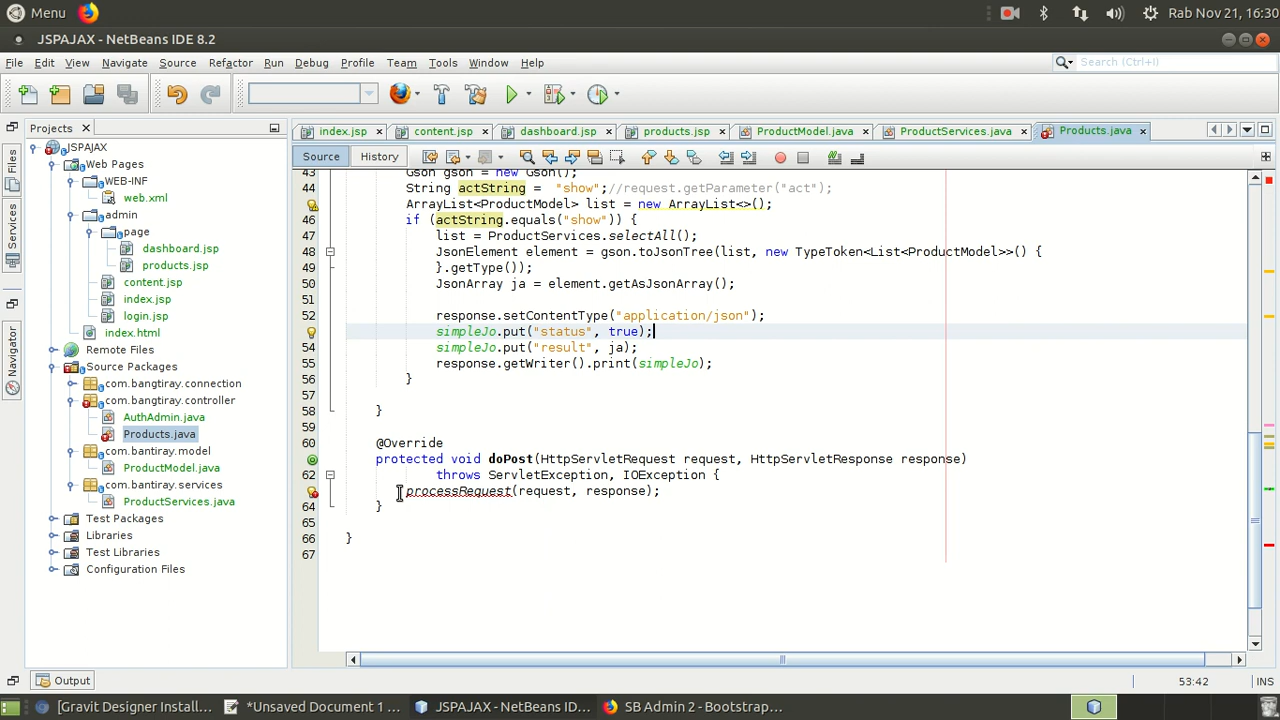 Menu
Rab Nov 21, 16:30
JSPAJAX - NetBeans IDE 8.2
File Edit View Navigate Source Refactor Run Debug Profile Team Tools Window Help
Search (Ctrl+I)
Projects
index.jsp content.jsp dashboard.jsp products.jsp ProductModel.java ProductServices.java Products.java
Source History
Files
Services
Navigator
JSPAJAX
Web Pages
WEB-INF
web.xml
admin
page
dashboard.jsp
products.jsp
content.jsp
index.jsp
login.jsp
index.html
Remote Files
Source Packages
com.bangtiray.connection
com.bangtiray.controller
AuthAdmin.java
Products.java
com.bantiray.model
ProductModel.java
com.bantiray.services
ProductServices.java
Test Packages
Libraries
Test Libraries
Configuration Files
43 Gson gson = new Gson();
44 String actString =  "show";//request.getParameter("act");
ArrayList<ProductModel> list = new ArrayList<>();
46 if (actString.equals("show")) {
47 list = ProductServices.selectAll();
48 JsonElement element = gson.toJsonTree(list, new TypeToken<List<ProductModel>>() {
49 }.getType());
50 JsonArray ja = element.getAsJsonArray();
51
52 response.setContentType("application/json");
simpleJo.put("status", true);
54 simpleJo.put("result", ja);
55 response.getWriter().print(simpleJo);
56 }
57
58 }
59
60 @Override
protected void doPost(HttpServletRequest request, HttpServletResponse response)
62 throws ServletException, IOException {
processRequest(request, response);
64 }
65
66 }
67
Output
53:42 INS
[Gravit Designer Install... *Unsaved Document 1 ... JSPAJAX - NetBeans IDE... SB Admin 2 - Bootstrap...